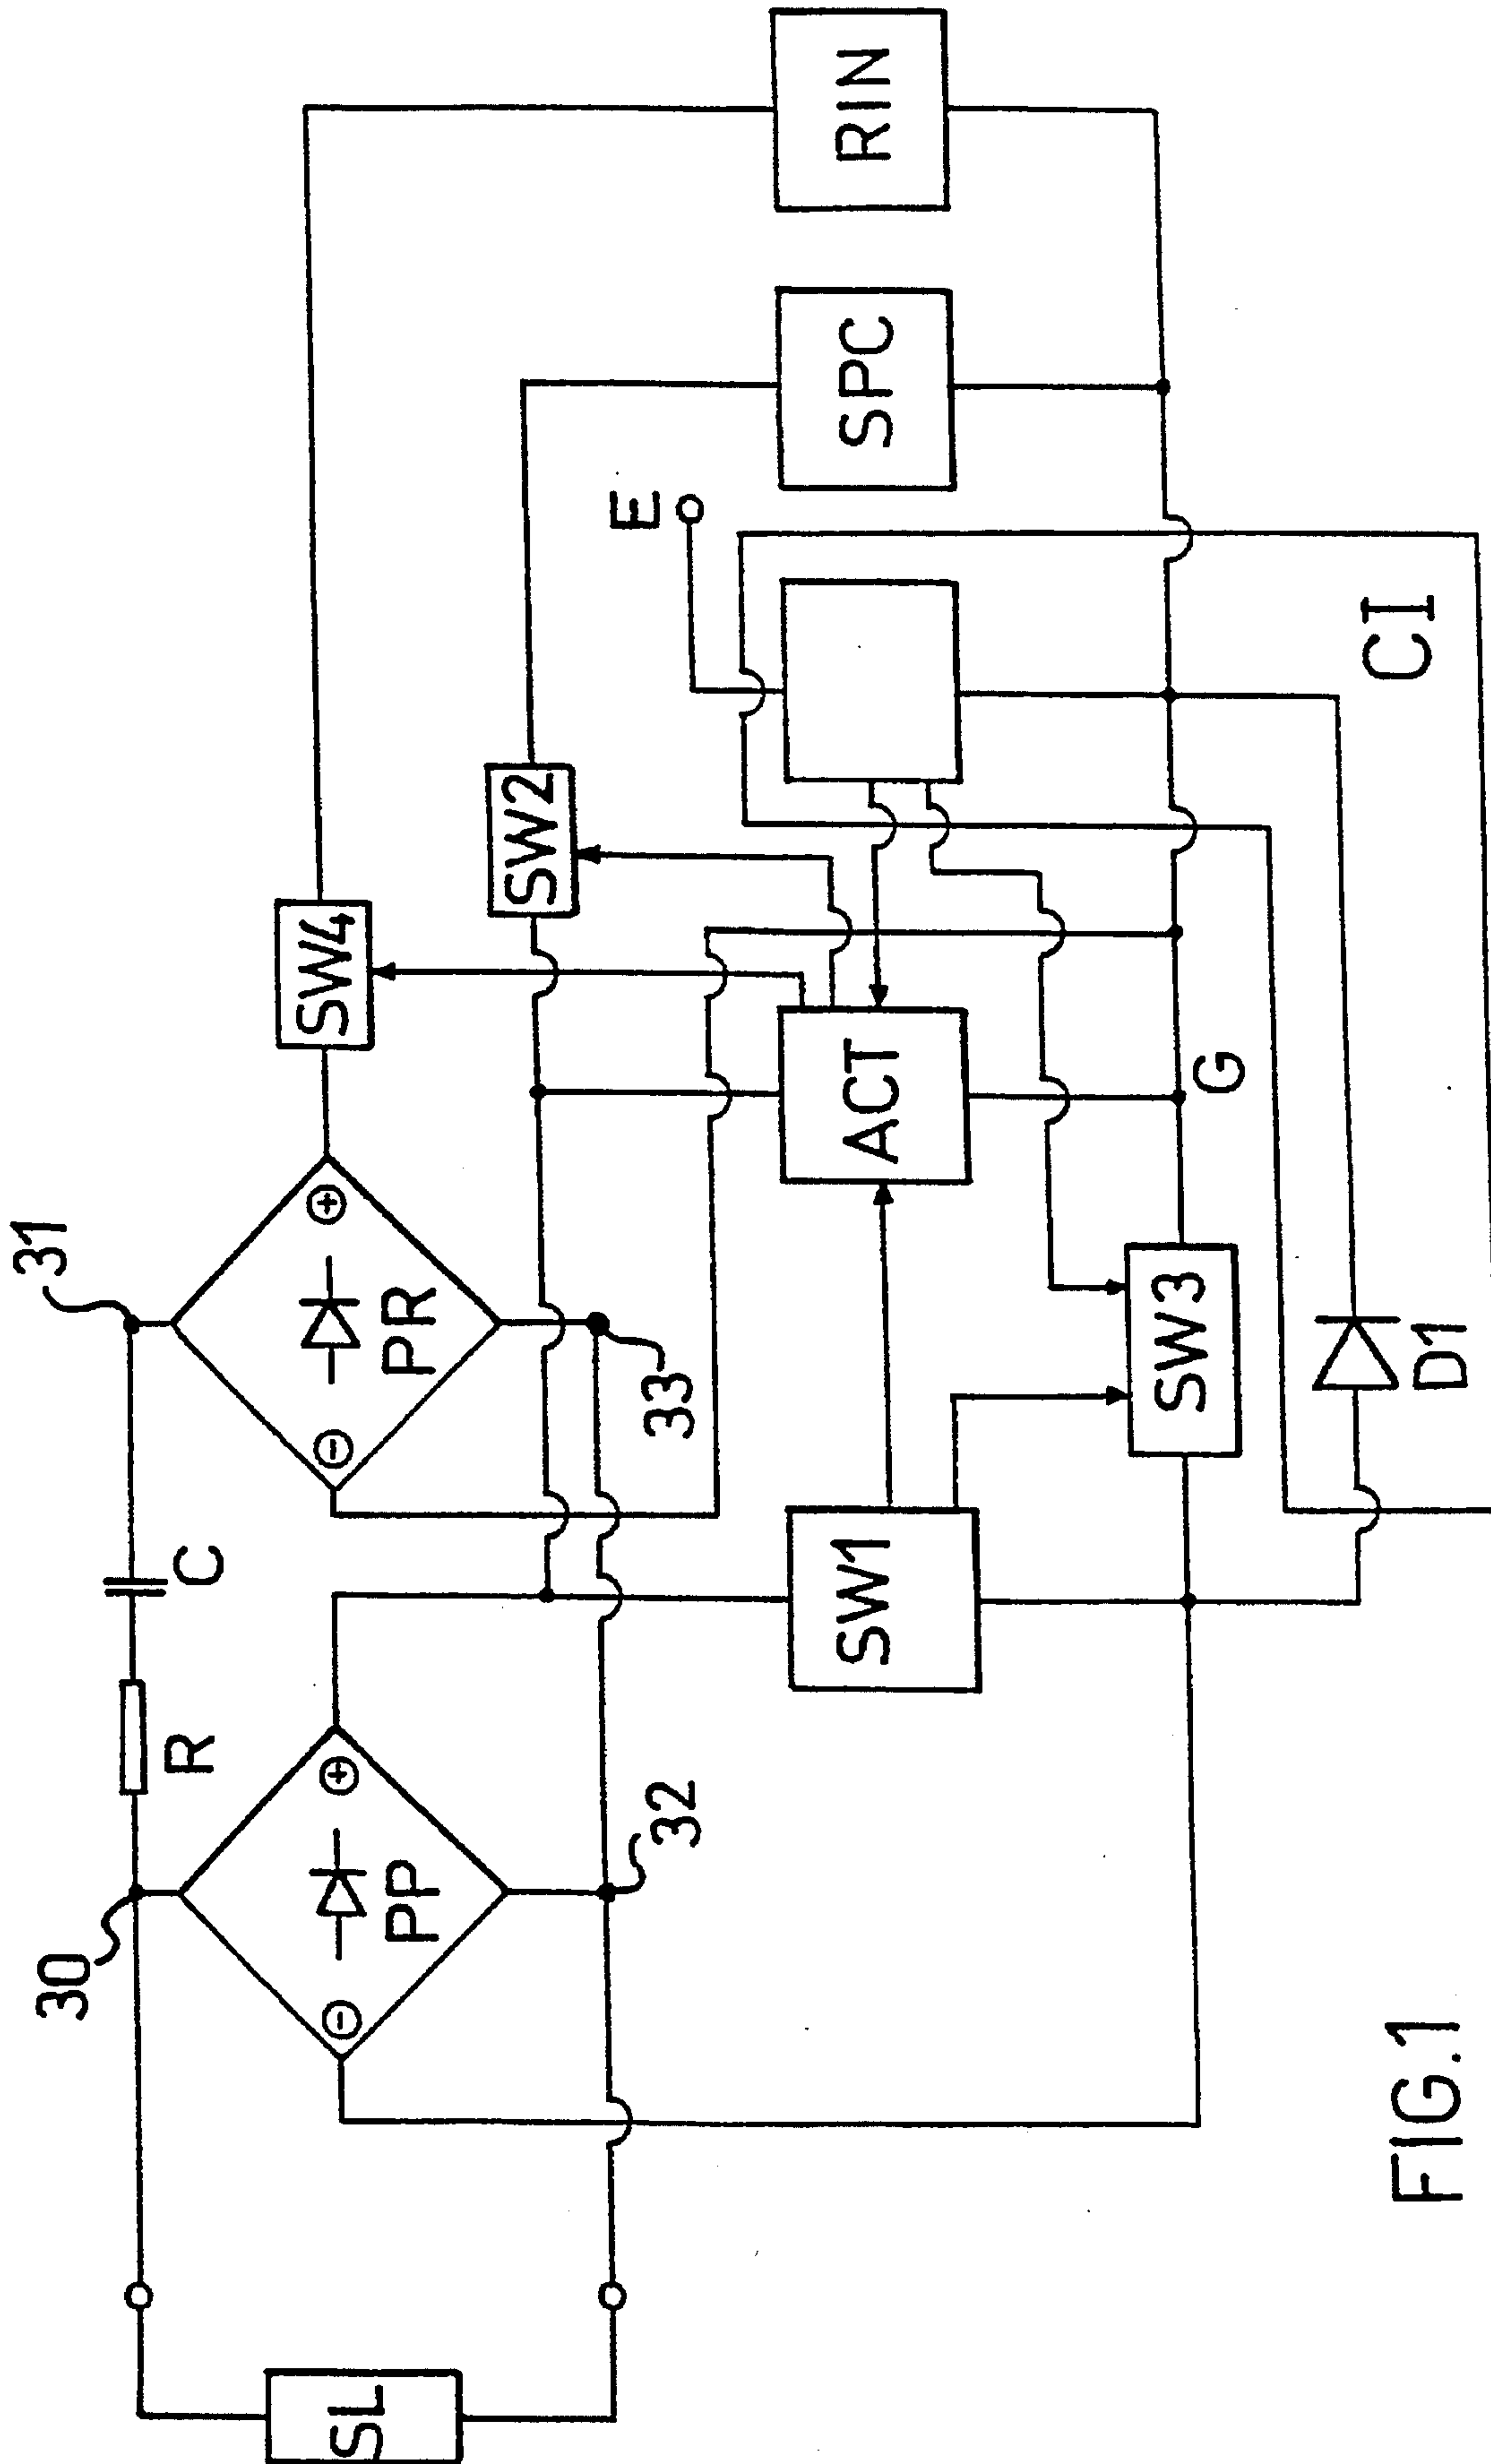 31
SW4
30
R
C
PR
+
-
PP
+
-
33
32
SW2
E
SL
SW1
ACT
SPC
RIN
SW3
G
D1
CI
FIG.1